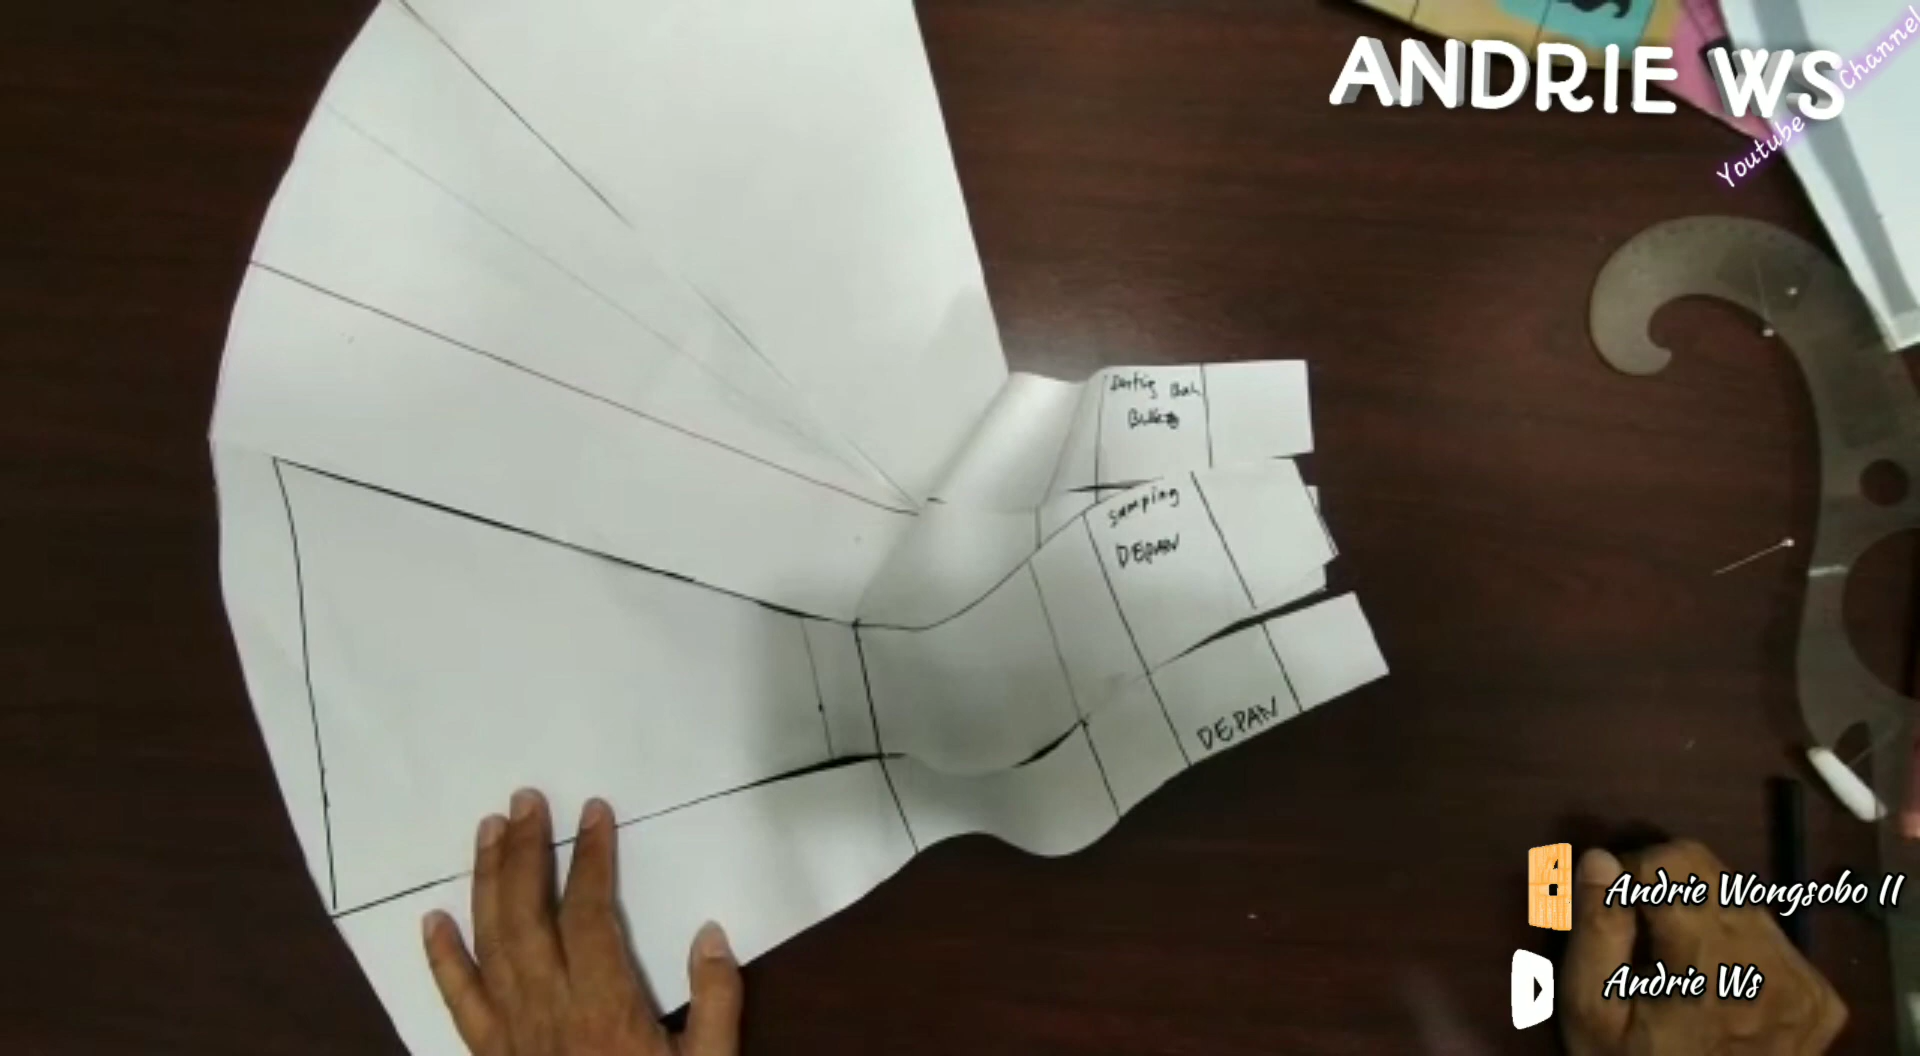 ANDRIE WS
Youtube Channel
samping
DEPAN
DEPAN
Andrie Wongsobo II
Andrie Ws